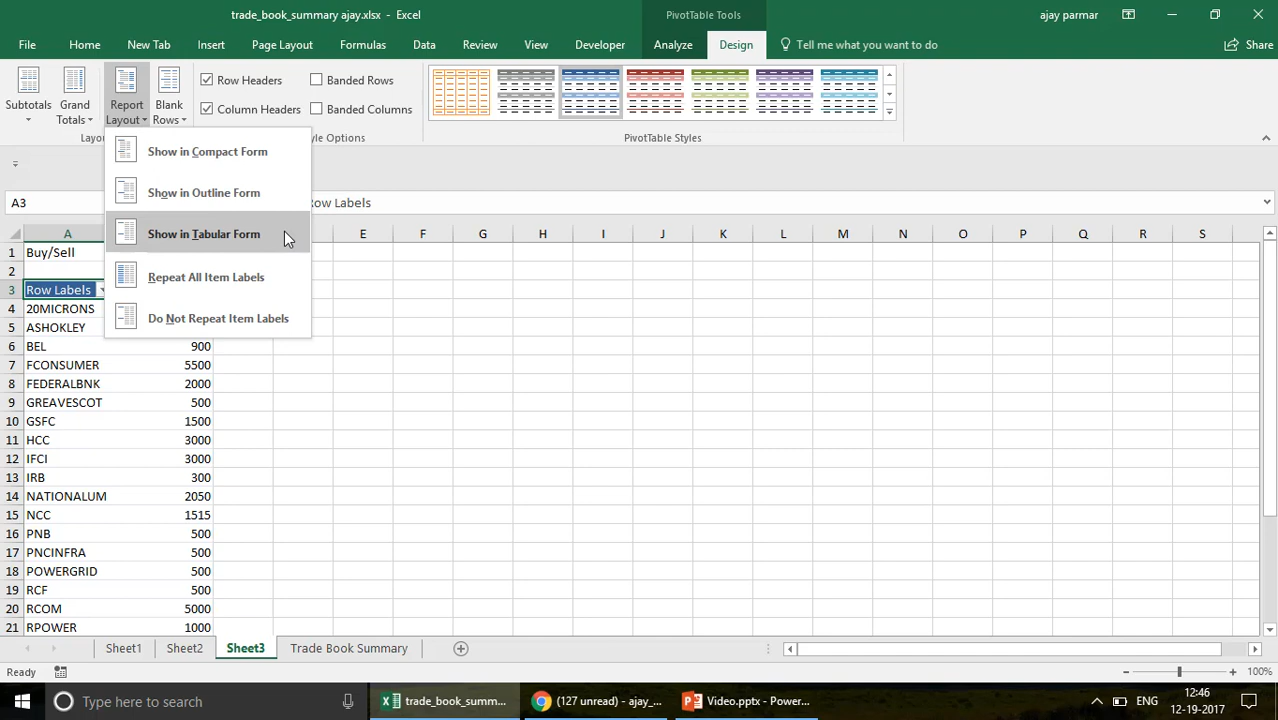 trade_book_summary ajay.xlsx - Excel
PivotTable Tools
ajay parmar
File Home New Tab Insert Page Layout Formulas Data Review View Developer Analyze Design Tell me what you want to do Share
Subtotals
Grand Totals
Report Layout
Blank Rows
Row Headers Banded Rows
Column Headers Banded Columns
PivotTable Styles
Show in Compact Form
Show in Outline Form
Show in Tabular Form
Repeat All Item Labels
Do Not Repeat Item Labels
A3
A E F G H I J K L M N O P Q R S
1 Buy/Sell
2
3 Row Labels
4 20MICRONS
5 ASHOKLEY
6 BEL 900
7 FCONSUMER 5500
8 FEDERALBNK 2000
9 GREAVESCOT 500
10 GSFC 1500
11 HCC 3000
12 IFCI 3000
13 IRB 300
14 NATIONALUM 2050
15 NCC 1515
16 PNB 500
17 PNCINFRA 500
18 POWERGRID 500
19 RCF 500
20 RCOM 5000
21 RPOWER 1000
Sheet1 Sheet2 Sheet3 Trade Book Summary
Ready 100%
Type here to search
trade_book_summ...
(127 unread) - ajay_...
Video.pptx - Power...
ENG
12:46
12-19-2017